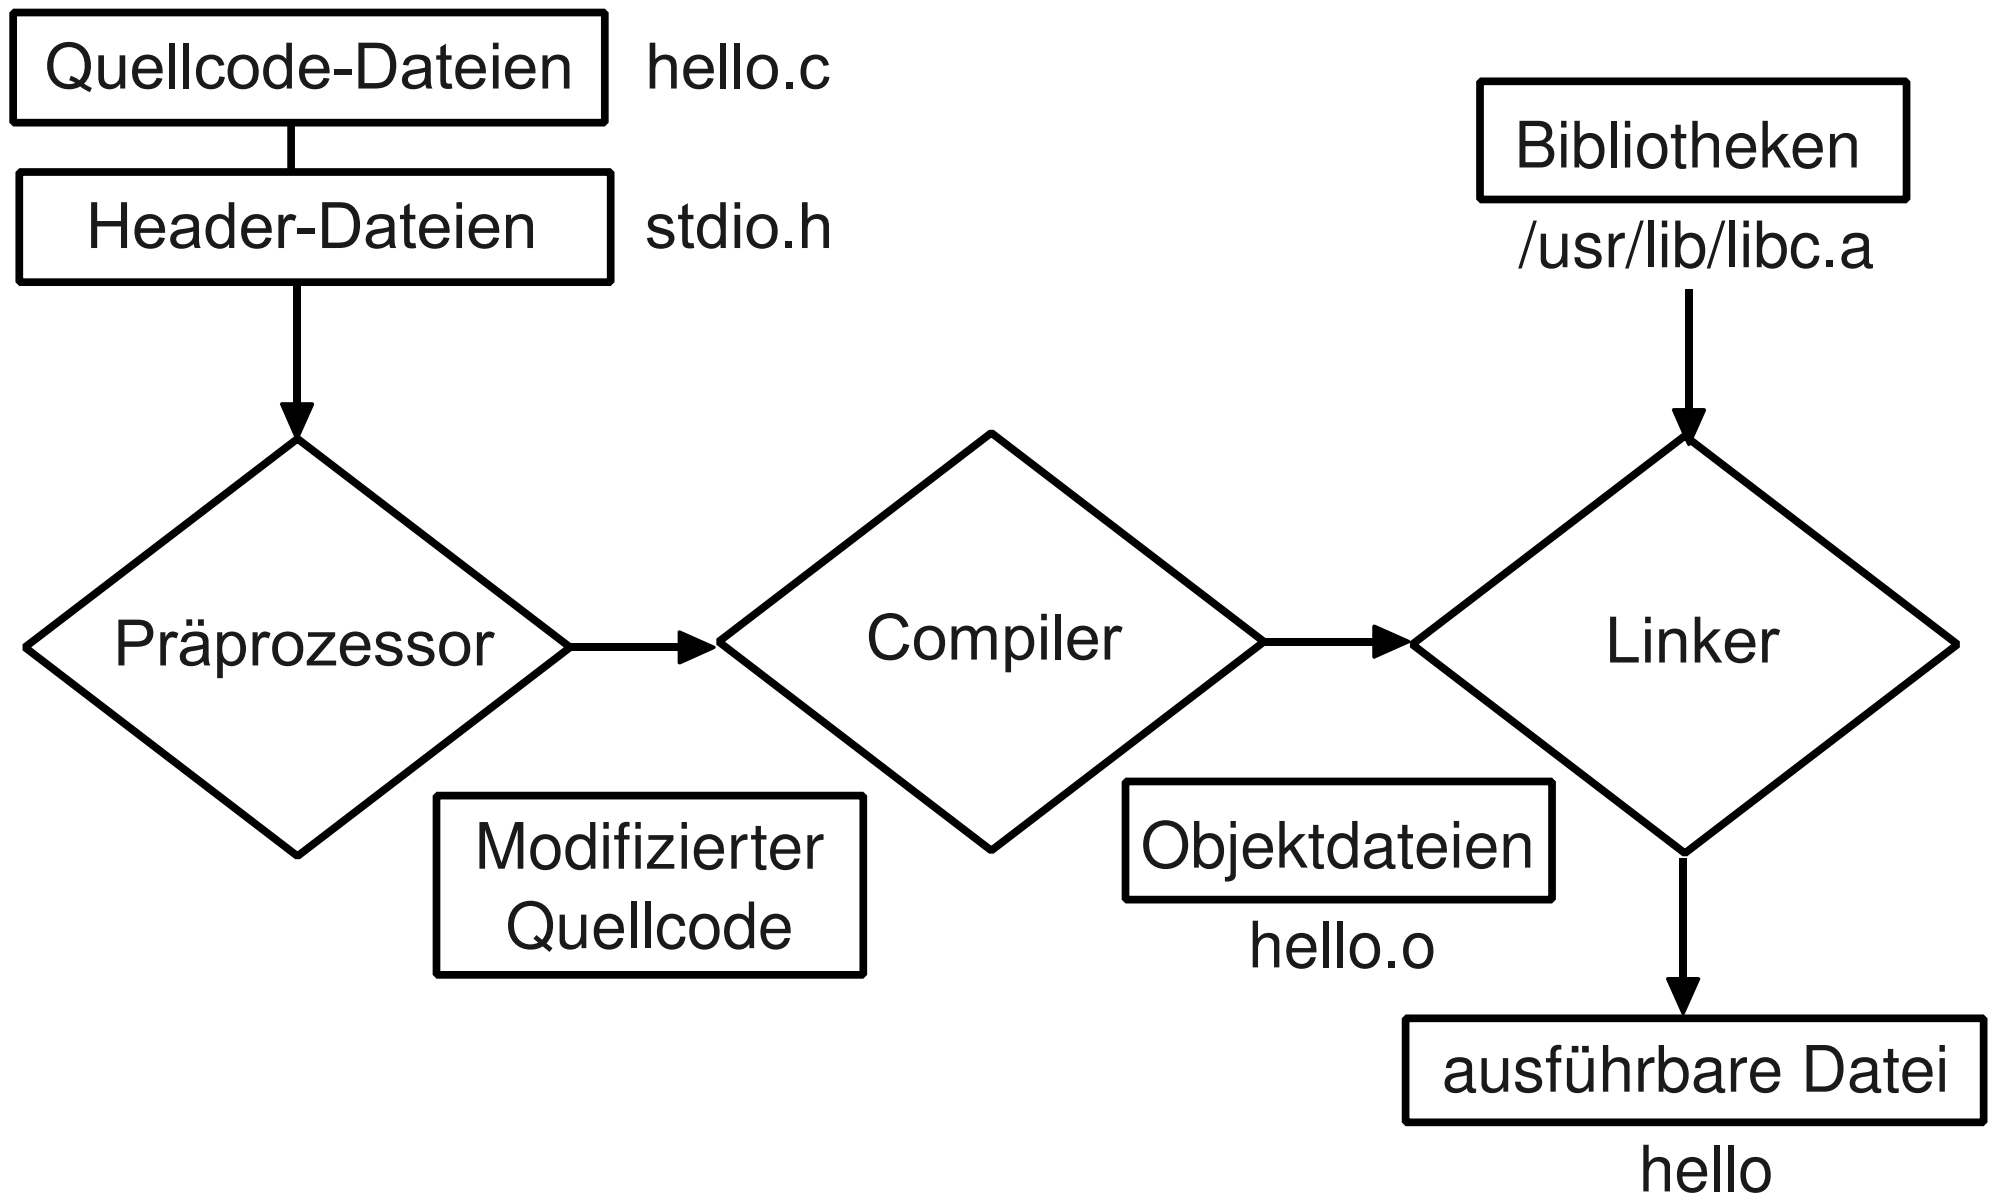 Quellcode-Dateien
hello.c
Header-Dateien
stdio.h
Bibliotheken
/usr/lib/libc.a
Präprozessor
Compiler
Linker
Modifizierter
Quellcode
Objektdateien
hello.o
ausführbare Datei
hello